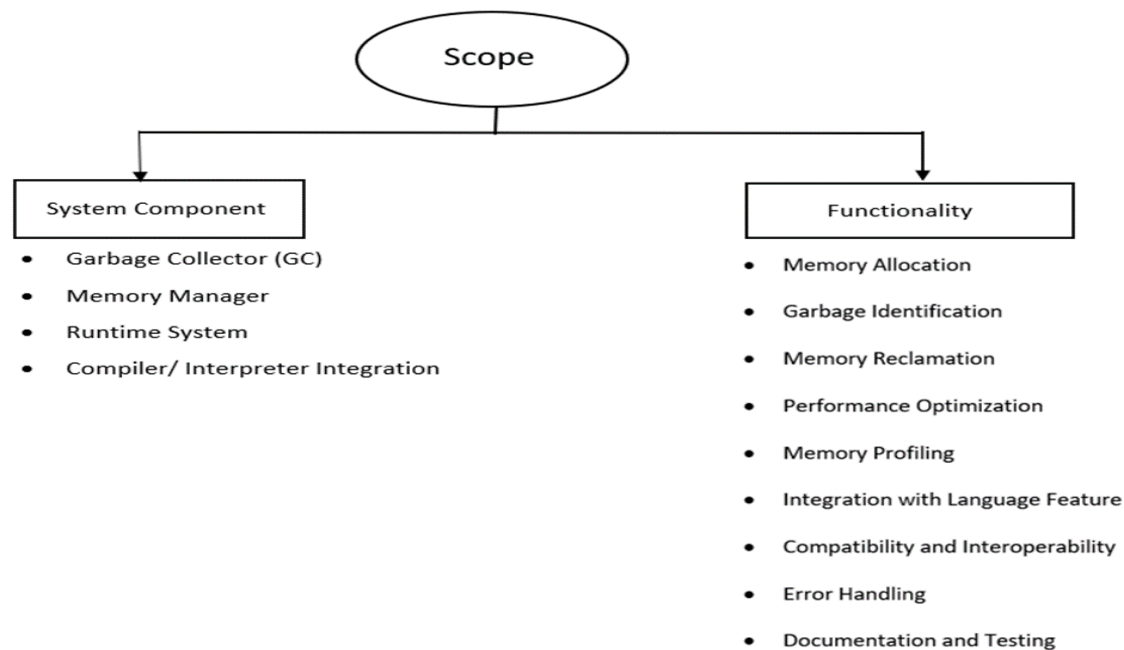 Scope
System Component
• Garbage Collector (GC)
• Memory Manager
• Runtime System
• Compiler/ Interpreter Integration
Functionality
• Memory Allocation
• Garbage Identification
• Memory Reclamation
• Performance Optimization
• Memory Profiling
• Integration with Language Feature
• Compatibility and Interoperability
• Error Handling
• Documentation and Testing